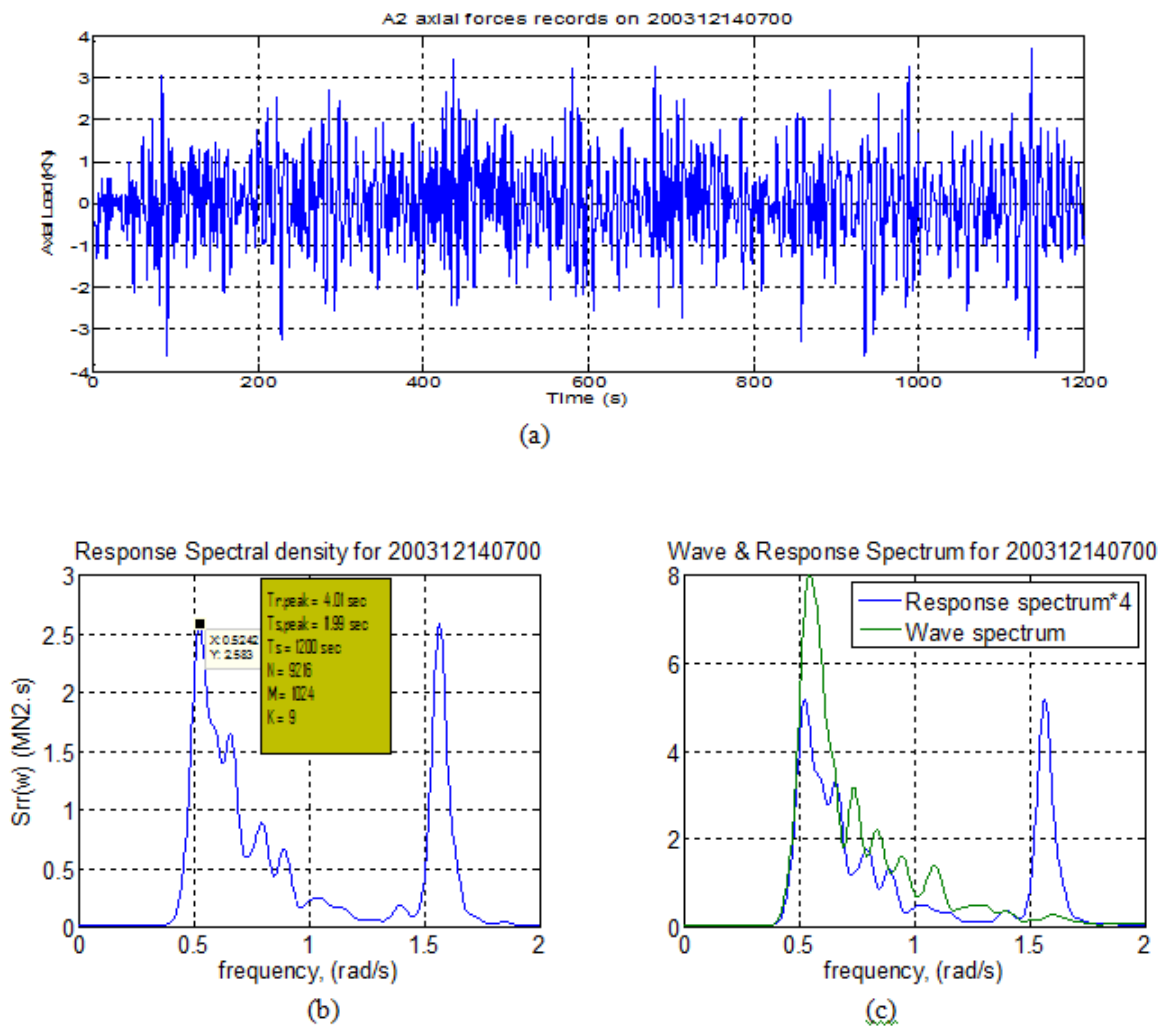 A2 axial forces records on 200312140700
Axial Load(KN)
4
3
2
1
0
-1
-2
-3
-4
0 200 400 600 800 1000 1200
Time (s)
(a)
Response Spectral density for 200312140700
Srr(w) (MN2.s)
3
2.5
2
1.5
1
0.5
0
X: 0.5242
Y: 2.583
Tr,peak = 4.01 sec
Ts,peak = 11.99 sec
Ts = 1200 sec
N = 9216
M = 1024
K = 9
0 0.5 1 1.5 2
frequency, (rad/s)
(b)
Wave & Response Spectrum for 200312140700
8
6
4
2
0
Response spectrum*4
Wave spectrum
0 0.5 1 1.5 2
frequency, (rad/s)
(c)